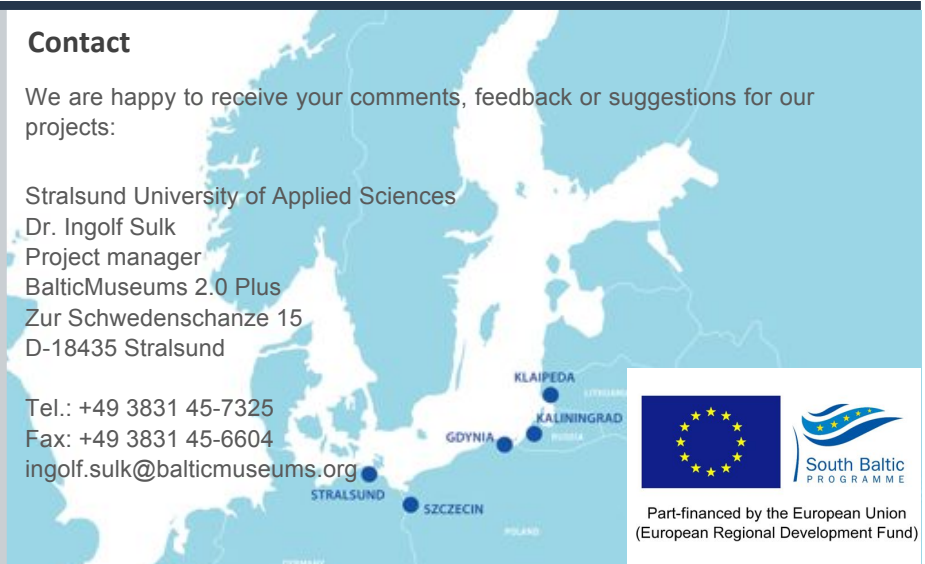 Contact
We are happy to receive your comments, feedback or suggestions for our
projects:
Stralsund University of Applied Sciences
Dr. Ingolf Sulk
Project manager
BalticMuseums 2.0 Plus
Zur Schwedenschanze 15
D-18435 Stralsund
Tel.: +49 3831 45-7325
Fax: +49 3831 45-6604
ingolf.sulk@balticmuseums.org
KLAIPEDA
KALININGRAD
RUSSIA
GDYNIA
STRALSUND
SZCZECIN
POLAND
GERMANY
South Baltic
PROGRAMME
Part-financed by the European Union
(European Regional Development Fund)